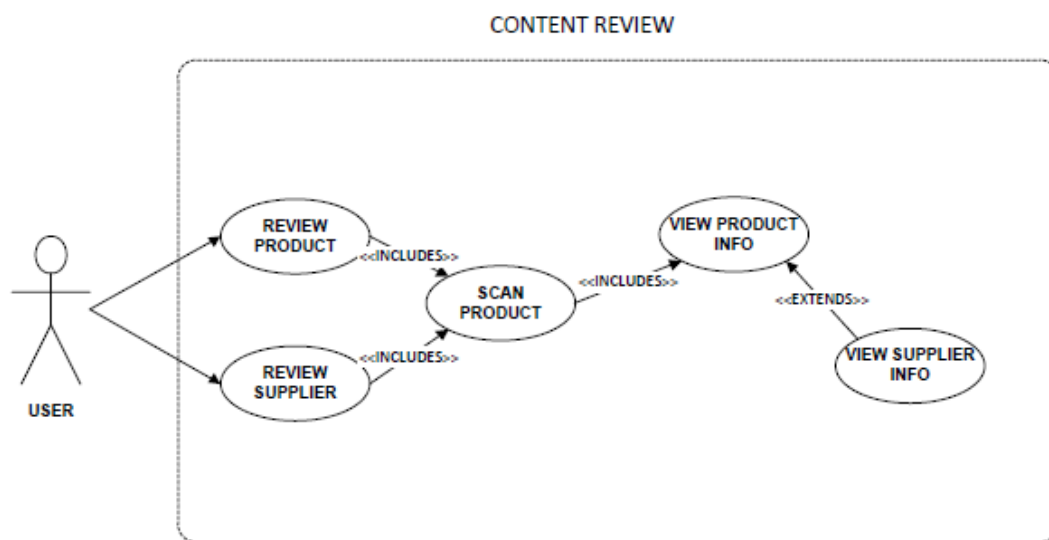 CONTENT REVIEW
REVIEW
PRODUCT
<<INCLUDES>>
VIEW PRODUCT
INFO
SCAN
PRODUCT
<<INCLUDES>>
<<EXTENDS>>
<<INCLUDES>>
REVIEW
SUPPLIER
VIEW SUPPLIER
INFO
USER